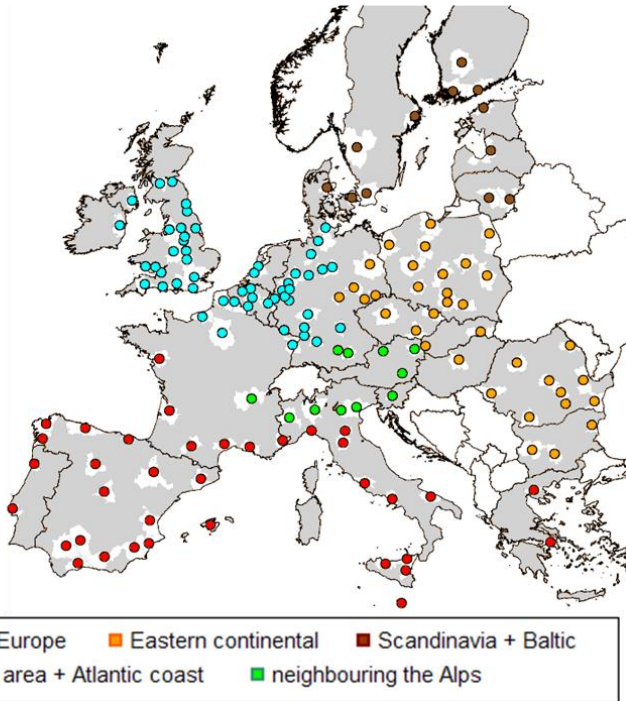 Europe Eastern continental Scandinavia + Baltic
area + Atlantic coast neighbouring the Alps